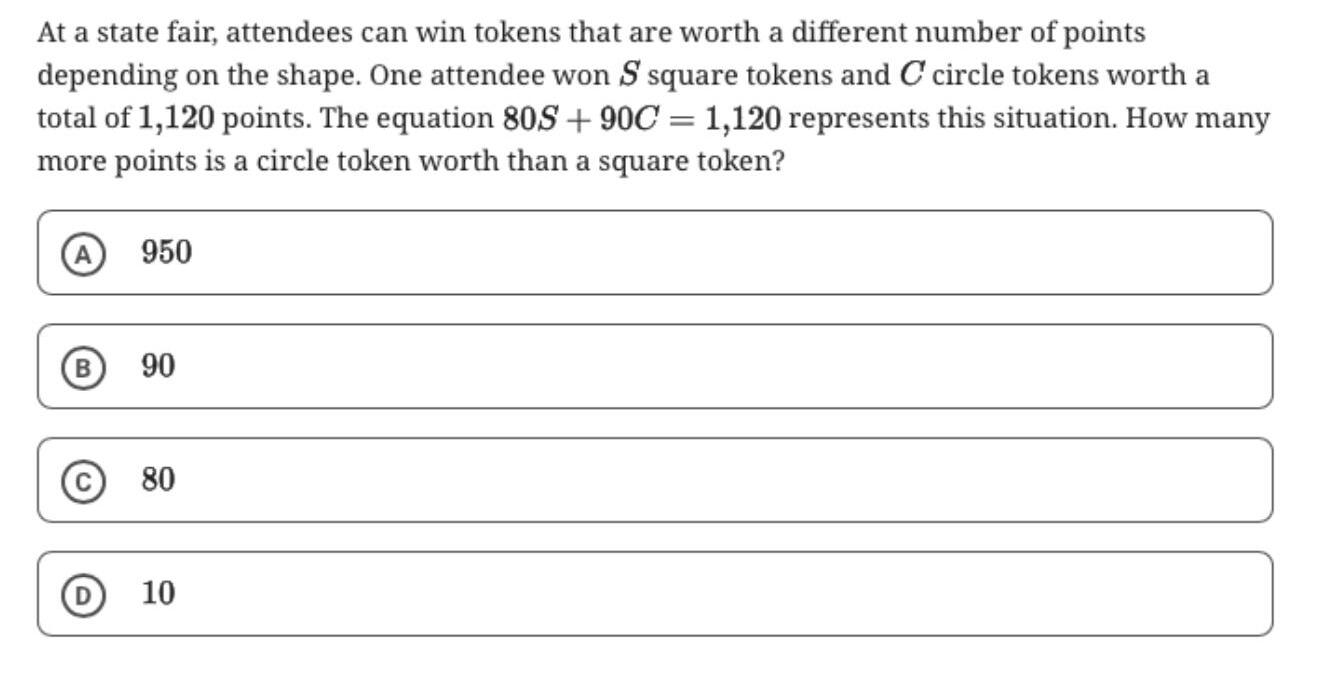 At a state fair, attendees can win tokens that are worth a different number of points
depending on the shape. One attendee won S square tokens and C circle tokens worth a
total of 1,120 points. The equation 80S + 90C = 1,120 represents this situation. How many
more points is a circle token worth than a square token?
A 950
B 90
C 80
D 10